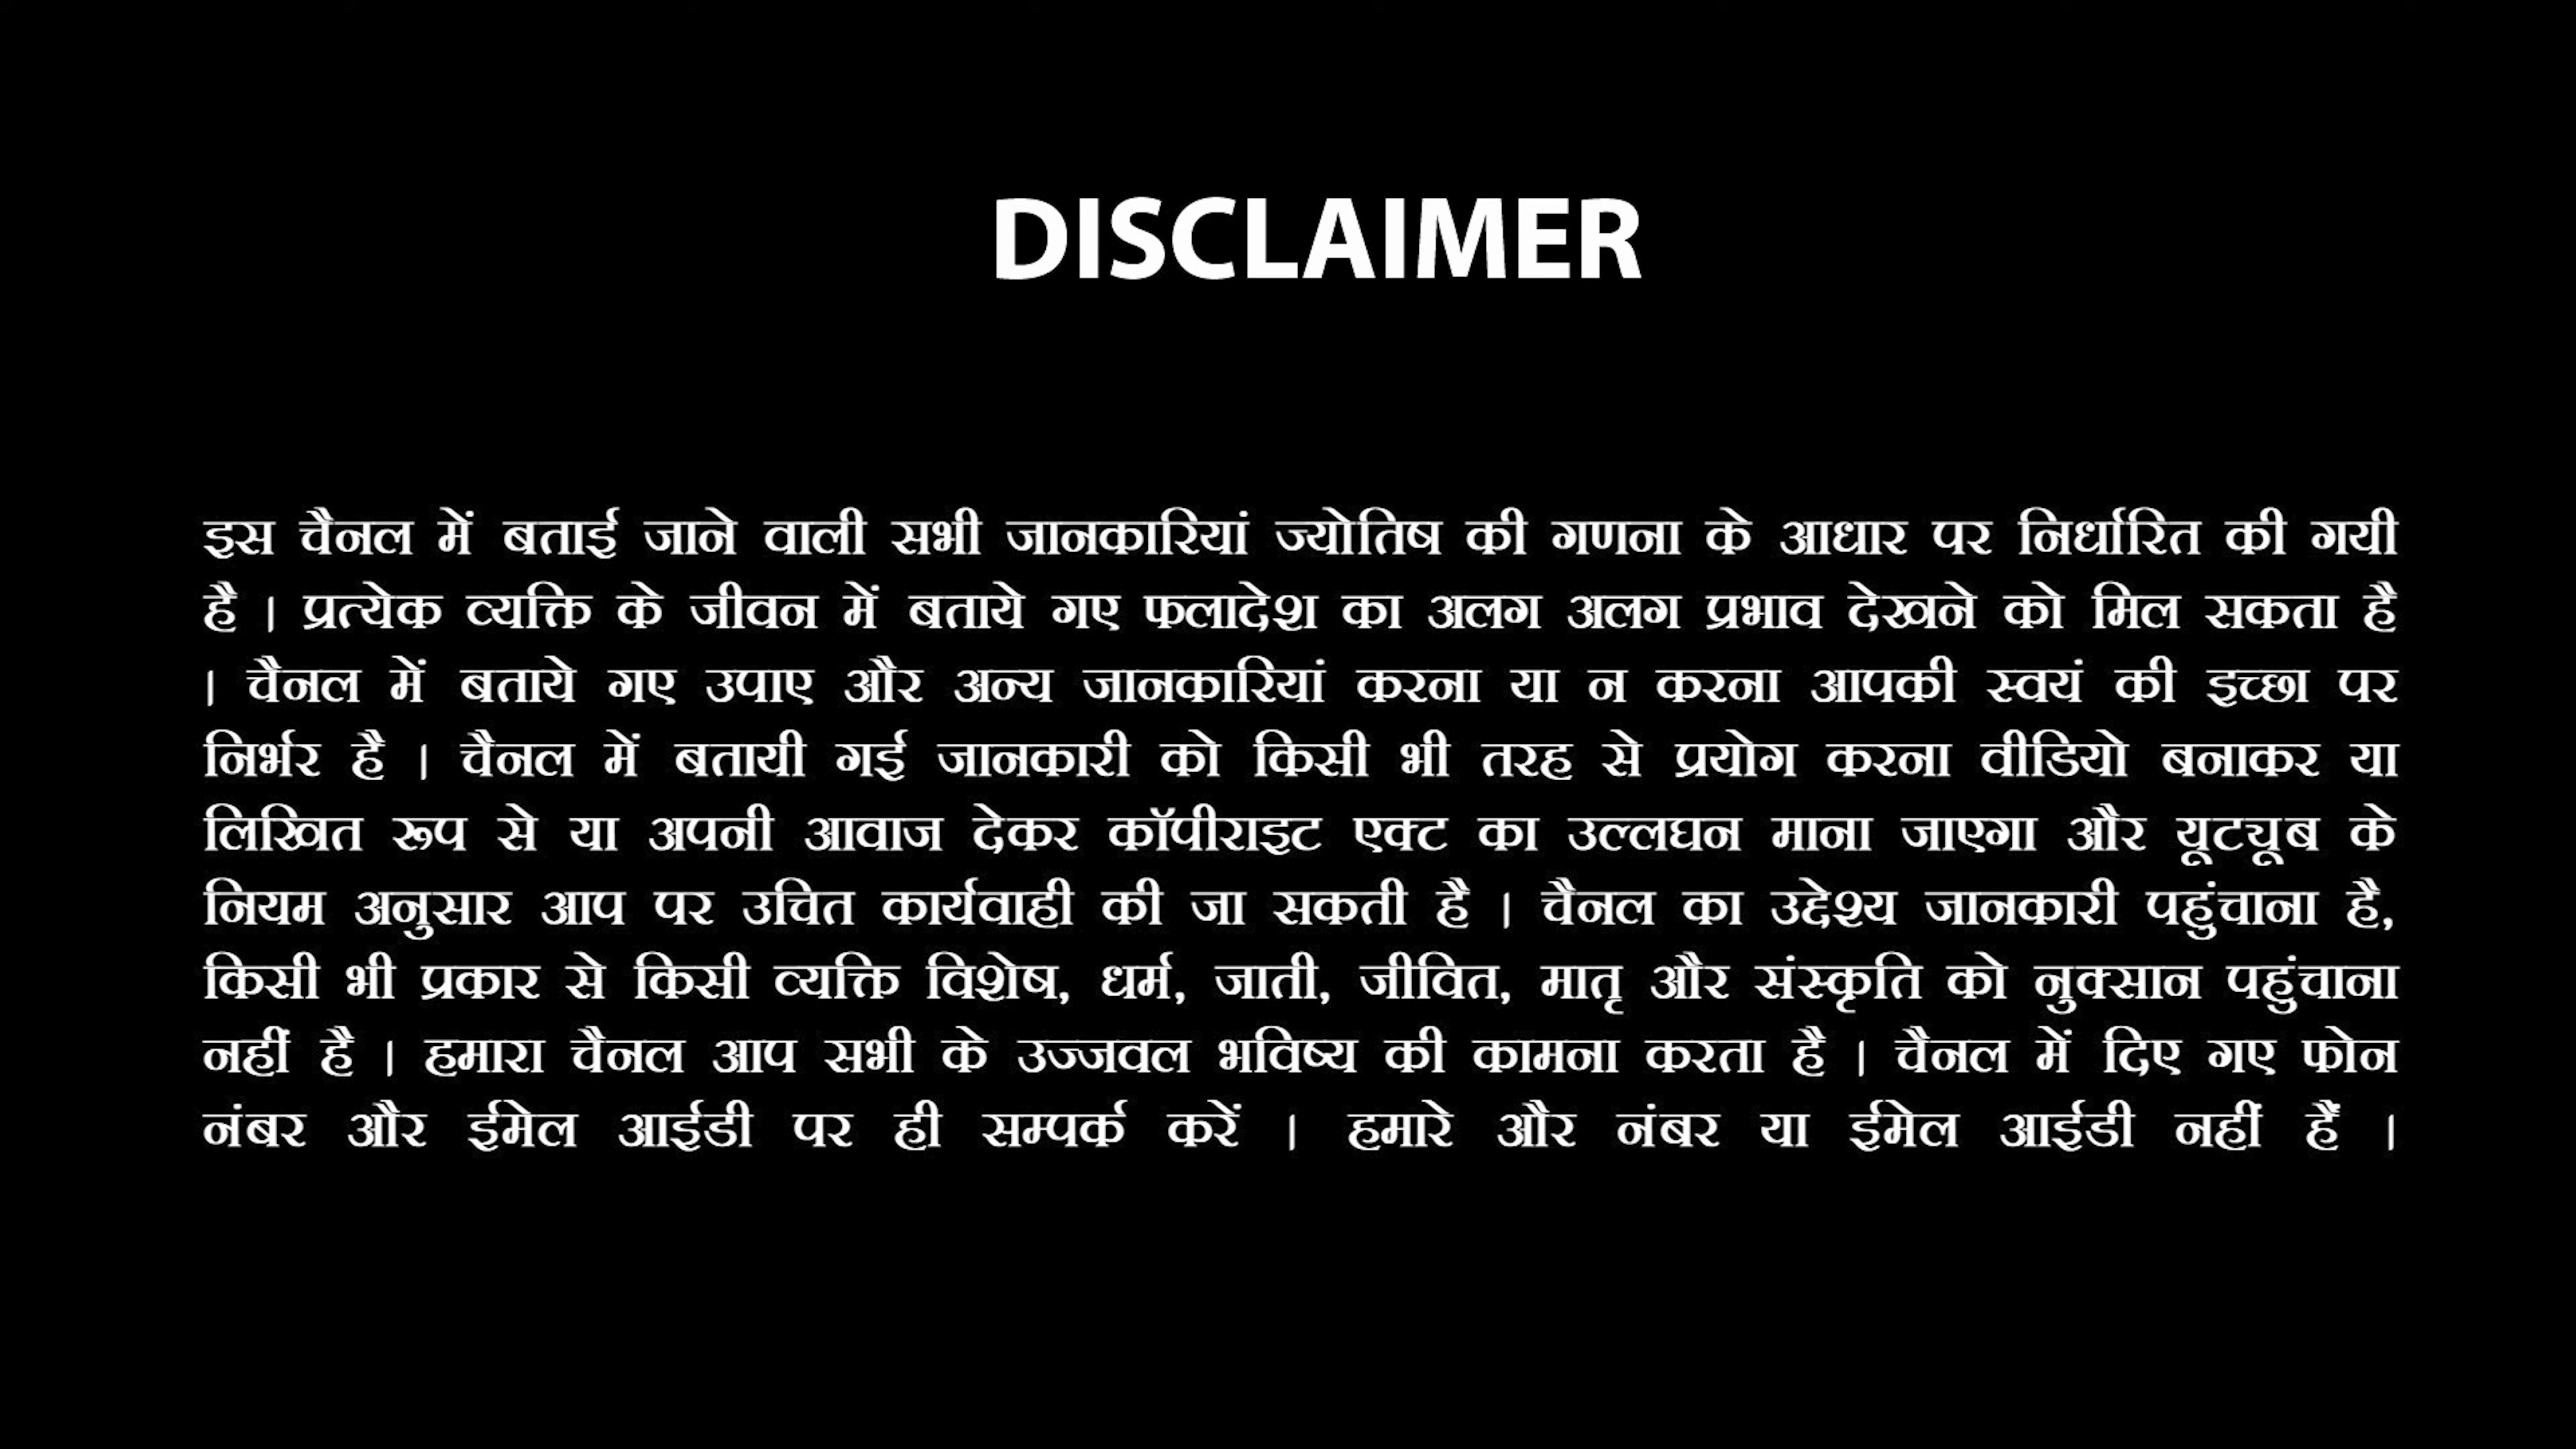 DISCLAIMER
इस चैनल में बताई जाने वाली सभी जानकारियां ज्योतिष की गणना के आधार पर निर्धारित की गयी
है । प्रत्येक व्यक्ति के जीवन में बताये गए फलादेश का अलग अलग प्रभाव देखने को मिल सकता है
। चैनल में बताये गए उपाए और अन्य जानकारियां करना या न करना आपकी स्वयं की इच्छा पर
निर्भर है । चैनल में बतायी गई जानकारी को किसी भी तरह से प्रयोग करना वीडियो बनाकर या
लिखित रूप से या अपनी आवाज देकर कॉपीराइट एक्ट का उल्लघन माना जाएगा और यूट्यूब के
नियम अनुसार आप पर उचित कार्यवाही की जा सकती है । चैनल का उद्देश्य जानकारी पहुंचाना है,
किसी भी प्रकार से किसी व्यक्ति विशेष, धर्म, जाती, जीवित, मातृ और संस्कृति को नुक्सान पहुंचाना
नहीं है । हमारा चैनल आप सभी के उज्जवल भविष्य की कामना करता है । चैनल में दिए गए फोन
नंबर और ईमेल आईडी पर ही सम्पर्क करें । हमारे और नंबर या ईमेल आईडी नहीं हैं ।